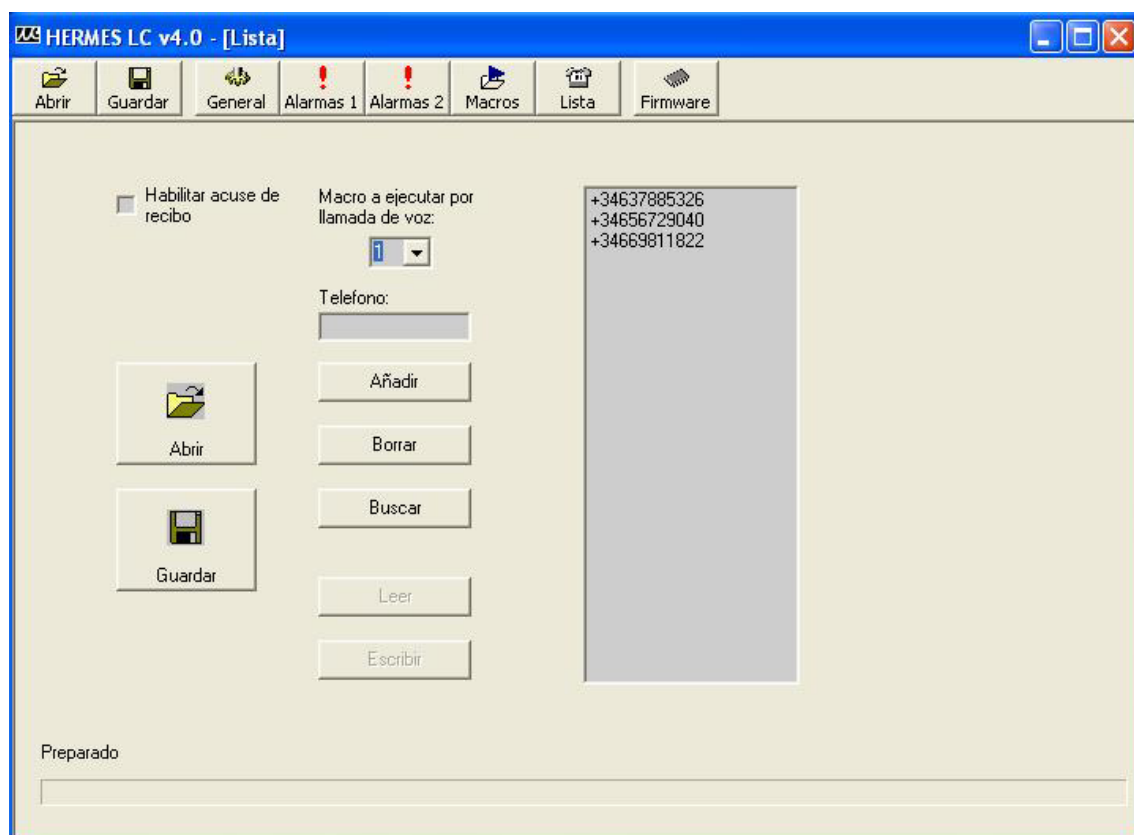 HERMES LC v4.0 - [Lista]
Abrir
Guardar
General
Alarmas 1
Alarmas 2
Macros
Lista
Firmware
Habilitar acuse de
recibo
Macro a ejecutar por
llamada de voz:
1
Telefono:
Añadir
Borrar
Buscar
Leer
Escribir
Abrir
Guardar
+34637885326
+34656729040
+34669811822
Preparado